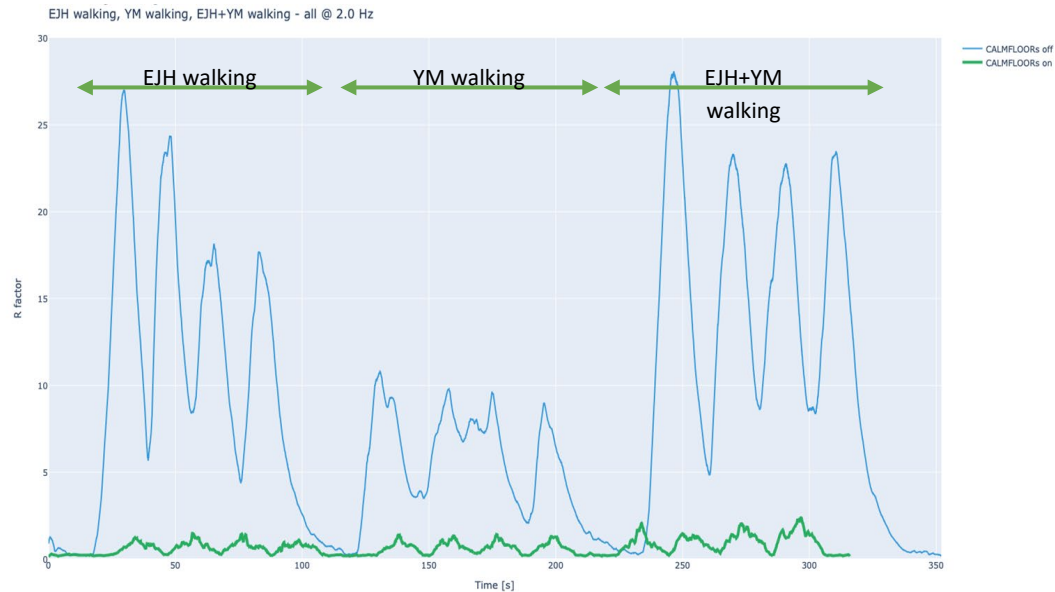 EJH walking, YM walking, EJH+YM walking - all @ 2.0 Hz
30
CALMFLOORs off
CALMFLOORs on
EJH walking
YM walking
EJH+YM
walking
25
20
15
10
5
0
R factor
0
50
100
150
200
250
300
350
Time [s]